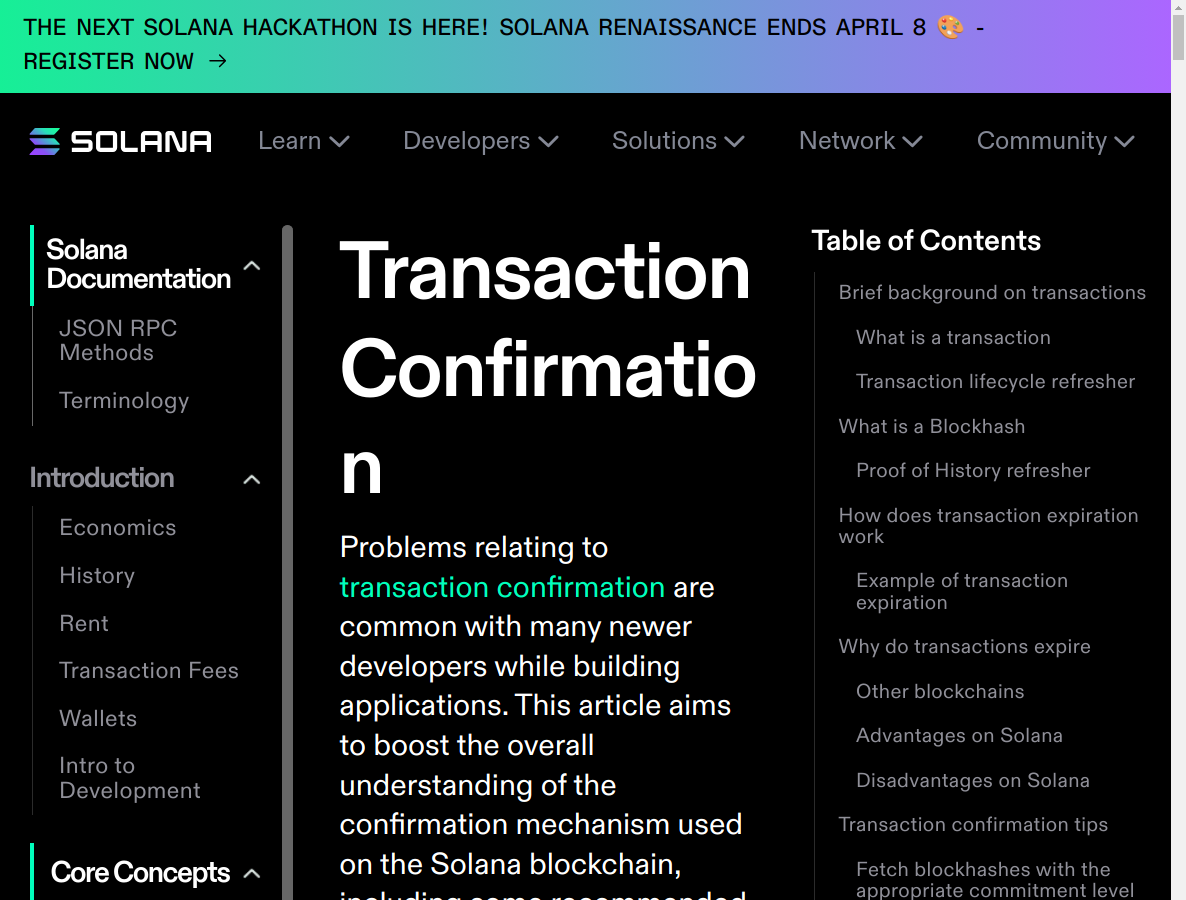 THE NEXT SOLANA HACKATHON IS HERE! SOLANA RENAISSANCE ENDS APRIL 8 🎨 -
REGISTER NOW →
SOLANA
Learn
Developers
Solutions
Network
Community
Solana
Documentation
JSON RPC
Methods
Terminology
Introduction
Economics
History
Rent
Transaction Fees
Wallets
Intro to
Development
Core Concepts
Transaction
Confirmatio
n
Problems relating to
transaction confirmation are
common with many newer
developers while building
applications. This article aims
to boost the overall
understanding of the
confirmation mechanism used
on the Solana blockchain,
including some recommended
Table of Contents
Brief background on transactions
What is a transaction
Transaction lifecycle refresher
What is a Blockhash
Proof of History refresher
How does transaction expiration
work
Example of transaction
expiration
Why do transactions expire
Other blockchains
Advantages on Solana
Disadvantages on Solana
Transaction confirmation tips
Fetch blockhashes with the
appropriate commitment level